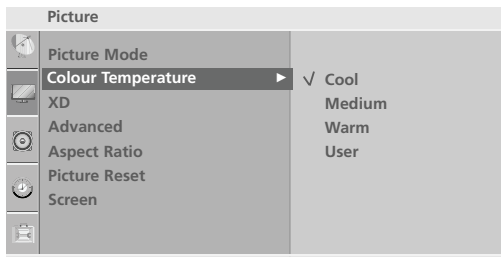 Picture
Picture Mode
Colour Temperature ► √ Cool
XD Medium
Advanced Warm
Aspect Ratio User
Picture Reset
Screen